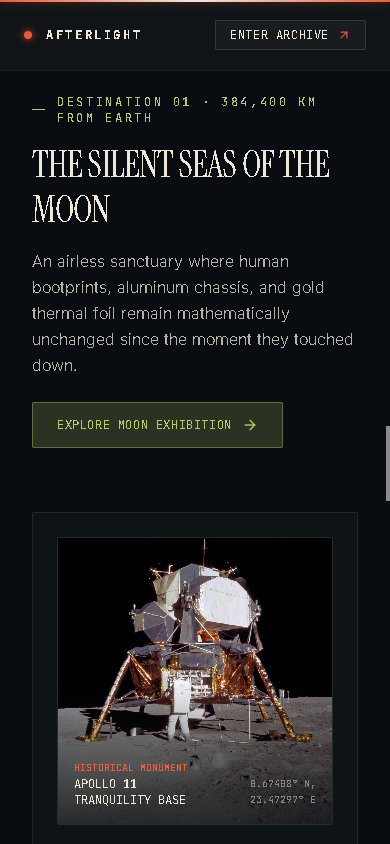 AFTERLIGHT
ENTER ARCHIVE
DESTINATION 01 · 384,400 KM
FROM EARTH
THE SILENT SEAS OF THE
MOON
An airless sanctuary where human
bootprints, aluminum chassis, and gold
thermal foil remain mathematically
unchanged since the moment they touched
down.
EXPLORE MOON EXHIBITION
HISTORICAL MONUMENT
APOLLO 11
TRANQUILITY BASE
0.67408° N,
23.47297° E